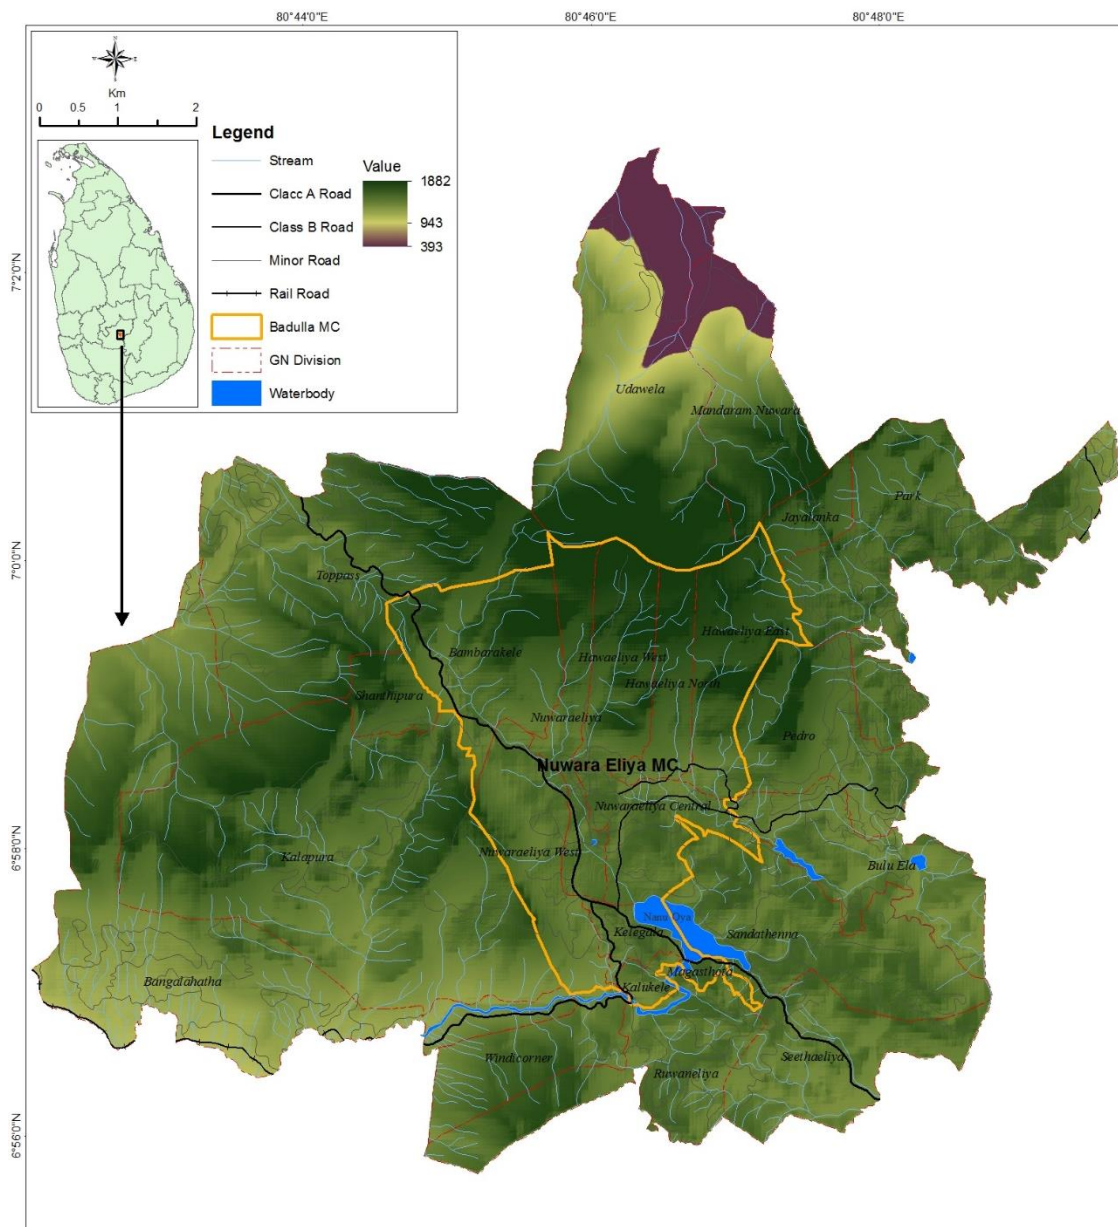 80°44'0"E
80°46'0"E
80°48'0"E
Km
0 0.5 1 2
Legend
Stream
Clacc A Road
Class B Road
Minor Road
Rail Road
Badulla MC
GN Division
Waterbody
Value
1882
943
393
7°2'0"N
7°0'0"N
6°58'0"N
6°56'0"N
Udawela
Mandaram Nuwara
Park
Jayalanka
Toppass
Hawaeliya East
Bambarakele
Hawaeliya West
Hawaeliya North
Shanthipura
Nuwaraeliya
Pedro
Nuwara Eliya MC
Nuwaraeliya Central
Nuwaraeliya West
Kalapura
Bulu Ela
Nanu Oya
Kelegala
Sandathenna
Magasthota
Bangalahatha
Kalukele
Windicorner
Seethaeliya
Ruwaneliya